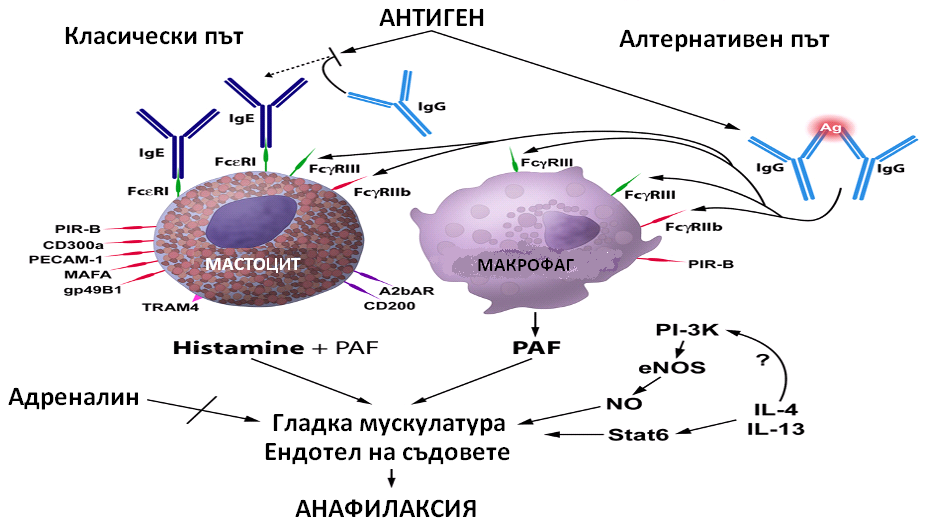 АНТИГЕН
Класически път
Алтернативен път
IgE
IgE
IgG
Ag
IgG
IgG
FcεRI
FcεRI
FcγRIII
FcγRIIb
FcγRIII
FcγRIII
FcγRIIb
PIR-B
PIR-B
CD300a
PECAM-1
MAFA
gp49B1
TRAM4
МАСТОЦИТ
A2bAR
CD200
МАКРОФАГ
Histamine + PAF
PAF
PI-3K
?
eNOS
NO
IL-4
IL-13
Stat6
Адреналин
Гладка мускулатура
Ендотел на съдовете
АНАФИЛАКСИЯ